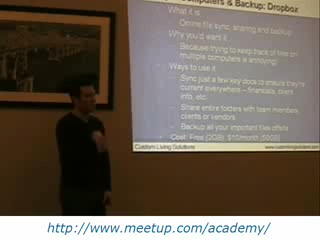 Computers & Backup: Dropbox
What it is
Online file sync, sharing and backup
Why you'd want it
Because trying to keep track of files on
multiple computers is annoying!
Ways to use it
Sync just a few key docs to ensure they're
current everywhere – financials, client
info, etc.
Share entire folders with team members,
clients or vendors
Backup all your important files offsite
Cost: Free (2GB), $10/month (50GB)
Custom Living Solutions
http://www.meetup.com/academy/